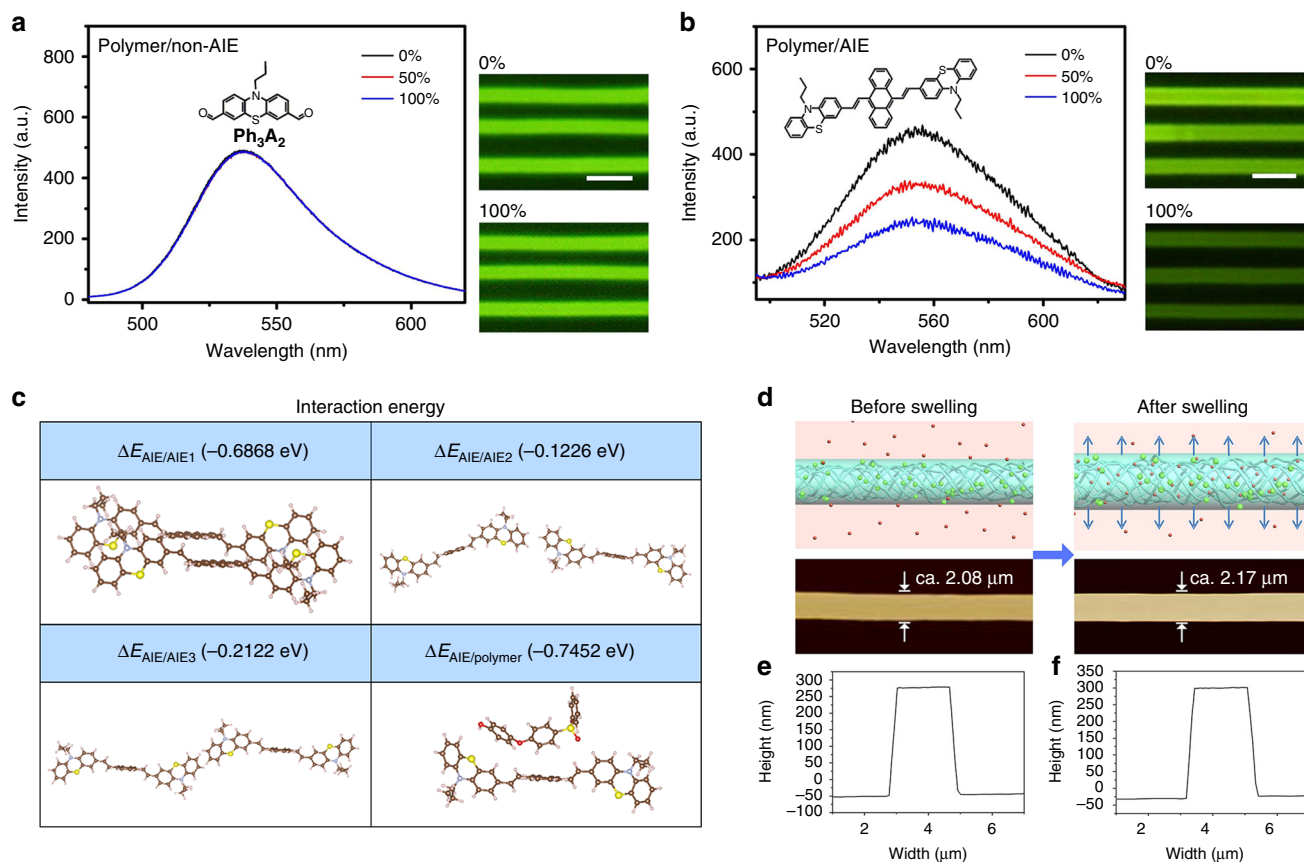 a
Polymer/non-AIE
0%
50%
100%
N
S
O
O
Ph₃A₂
Intensity (a.u.)
800
600
400
200
0
500
550
600
Wavelength (nm)
0%
100%
b
Polymer/AIE
0%
50%
100%
S
N
N
S
Intensity (a.u.)
600
400
200
520
560
600
Wavelength (nm)
0%
100%
c
Interaction energy
ΔE_AIE/AIE1 (−0.6868 eV)
ΔE_AIE/AIE2 (−0.1226 eV)
ΔE_AIE/AIE3 (−0.2122 eV)
ΔE_AIE/polymer (−0.7452 eV)
d
Before swelling
After swelling
ca. 2.08 μm
ca. 2.17 μm
e
Height (nm)
300
250
200
150
100
50
0
−50
−100
2
4
6
Width (μm)
f
Height (nm)
350
300
250
200
150
100
50
0
−50
2
4
6
Width (μm)